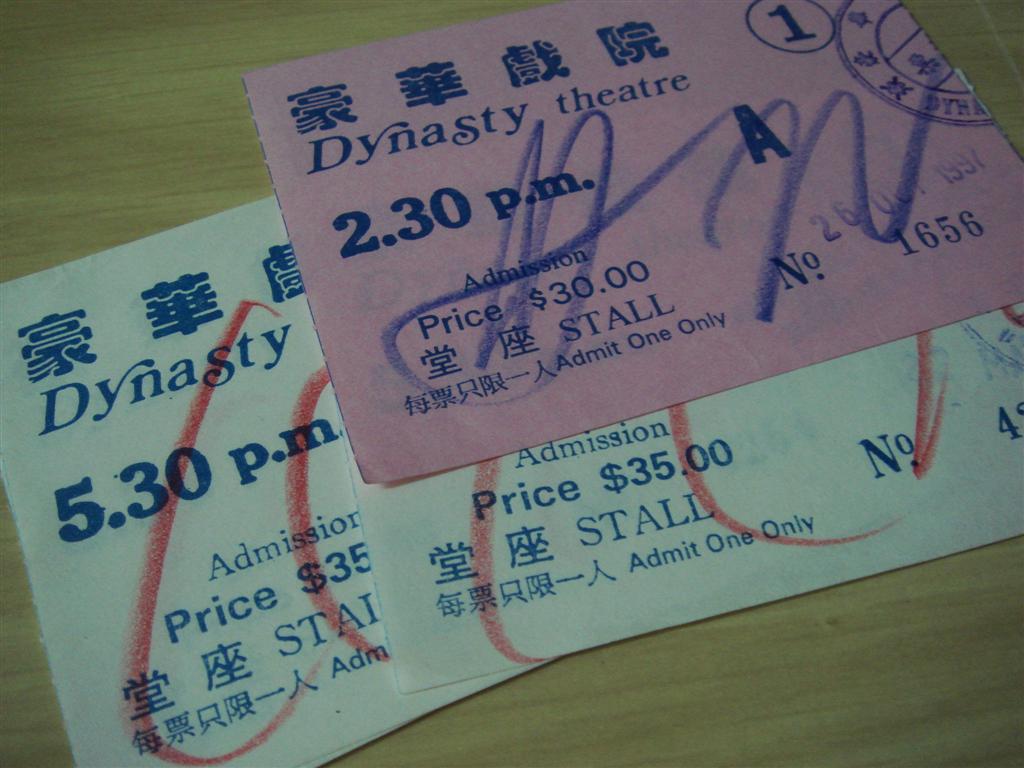 豪華戲院
1
Dynasty theatre
A
2.30 p.m.
26 1997
Admission
Nº 1656
Price $30.00
堂座 STALL
每票只限一人 Admit One Only
豪華
Dynasty
5.30 p.m.
Admission
Price $35
堂座
每票只限一人
Admission
Price $35.00
Nº
堂座 STALL
每票只限一人 Admit One Only